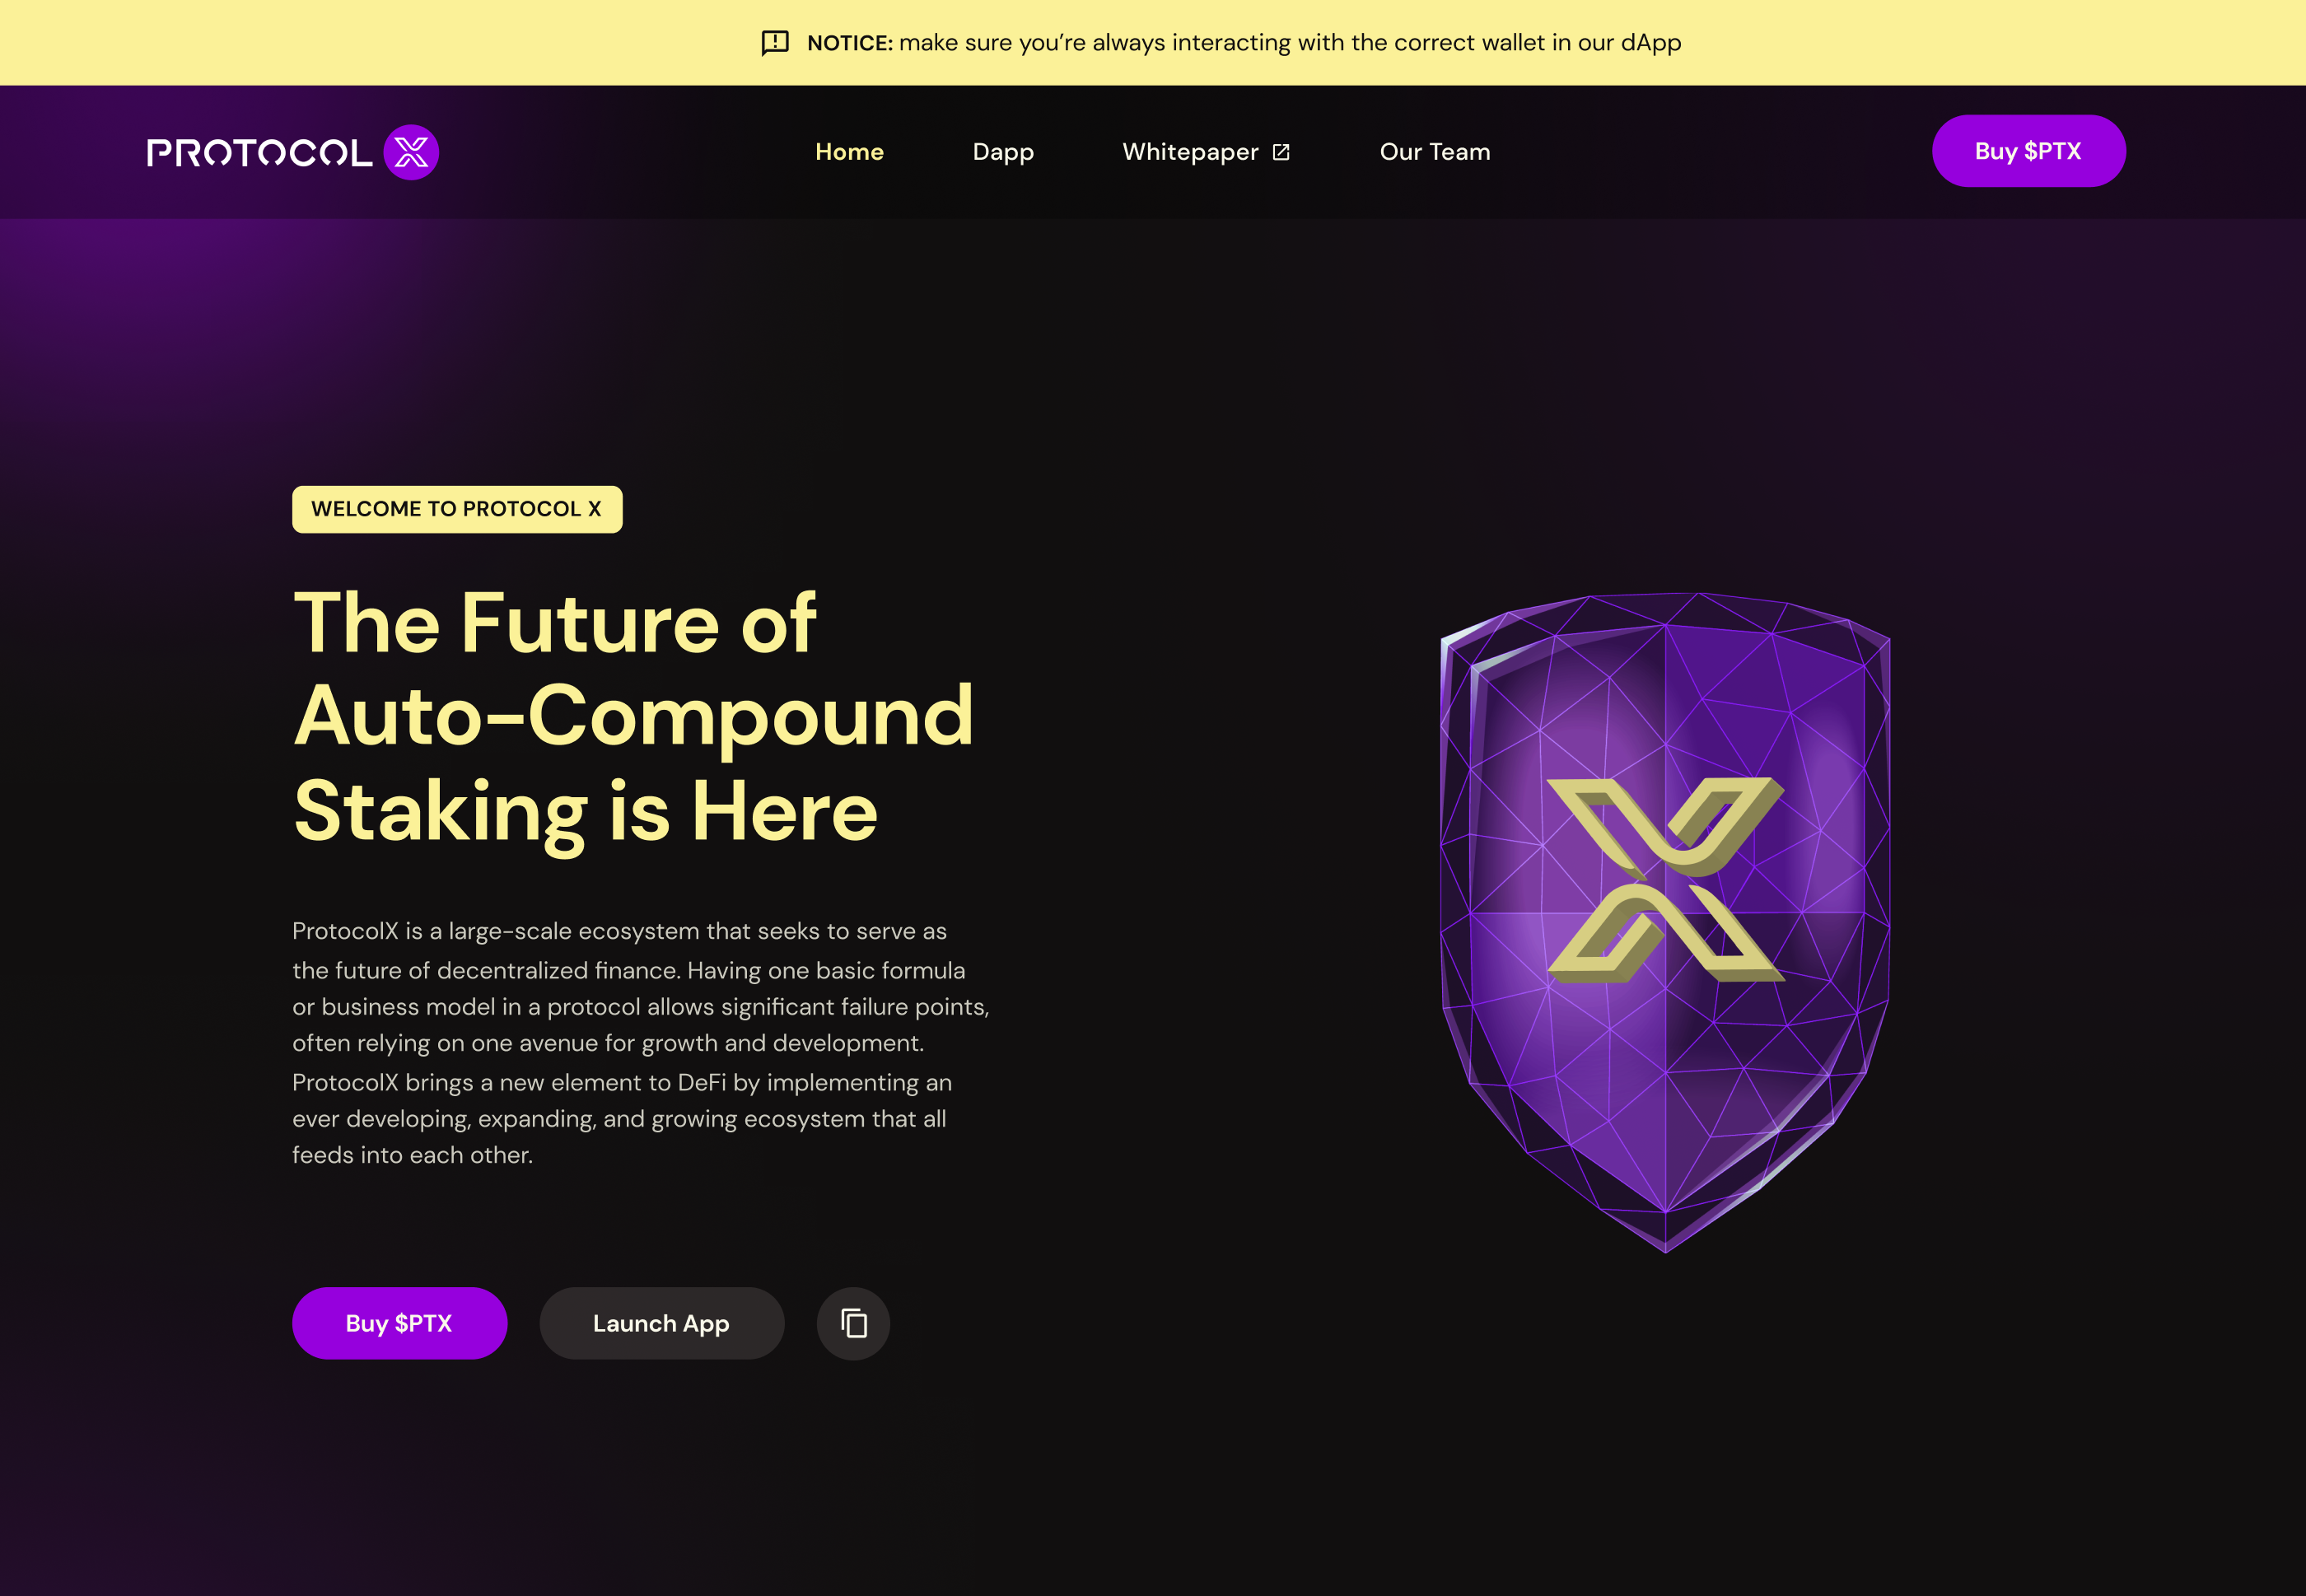 NOTICE: make sure you’re always interacting with the correct wallet in our dApp
PROTOCOL X
Home
Dapp
Whitepaper
Our Team
Buy $PTX
WELCOME TO PROTOCOL X
The Future of
Auto–Compound
Staking is Here
ProtocolX is a large-scale ecosystem that seeks to serve as
the future of decentralized finance. Having one basic formula
or business model in a protocol allows significant failure points,
often relying on one avenue for growth and development.
ProtocolX brings a new element to DeFi by implementing an
ever developing, expanding, and growing ecosystem that all
feeds into each other.
Buy $PTX
Launch App
X